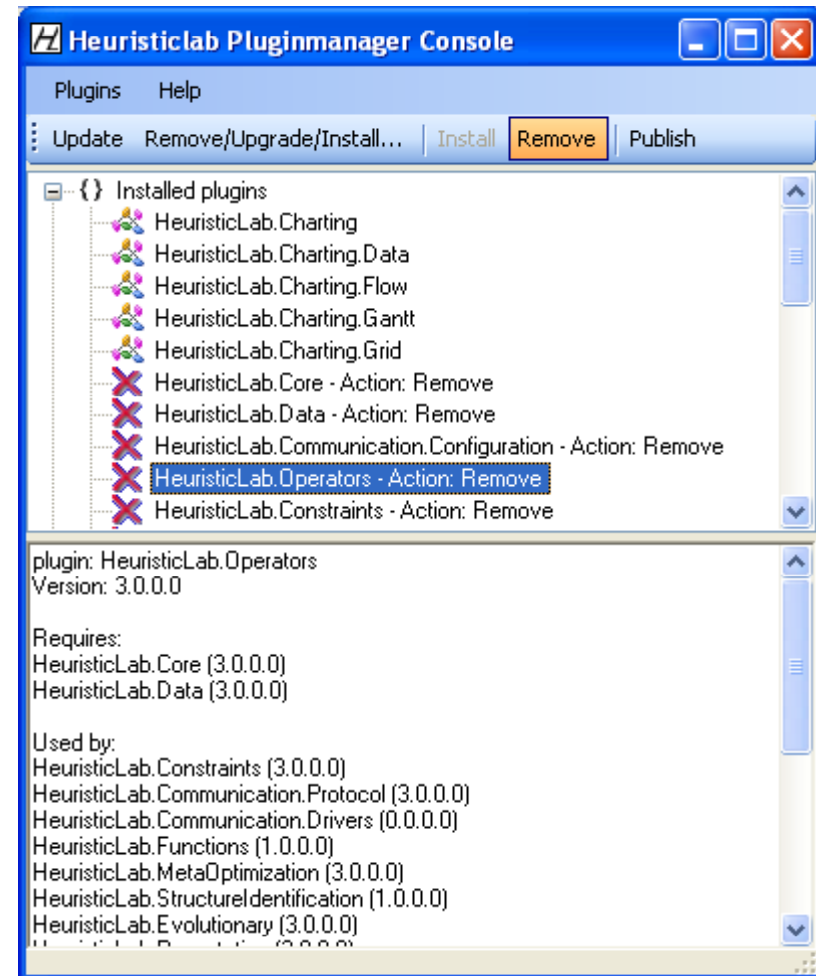 Heuristiclab Pluginmanager Console
Plugins Help
Update Remove/Upgrade/Install... Install Remove Publish
{} Installed plugins
HeuristicLab.Charting
HeuristicLab.Charting.Data
HeuristicLab.Charting.Flow
HeuristicLab.Charting.Gantt
HeuristicLab.Charting.Grid
HeuristicLab.Core - Action: Remove
HeuristicLab.Data - Action: Remove
HeuristicLab.Communication.Configuration - Action: Remove
HeuristicLab.Operators - Action: Remove
HeuristicLab.Constraints - Action: Remove
plugin: HeuristicLab.Operators
Version: 3.0.0.0
Requires:
HeuristicLab.Core (3.0.0.0)
HeuristicLab.Data (3.0.0.0)
Used by:
HeuristicLab.Constraints (3.0.0.0)
HeuristicLab.Communication.Protocol (3.0.0.0)
HeuristicLab.Communication.Drivers (0.0.0.0)
HeuristicLab.Functions (1.0.0.0)
HeuristicLab.MetaOptimization (3.0.0.0)
HeuristicLab.StructureIdentification (1.0.0.0)
HeuristicLab.Evolutionary (3.0.0.0)